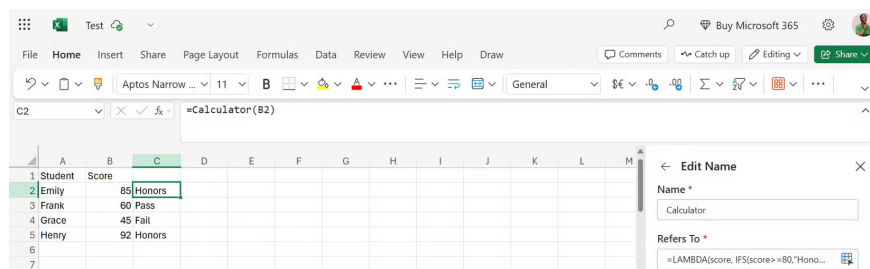 Test
Buy Microsoft 365
File Home Insert Share Page Layout Formulas Data Review View Help Draw
Comments Catch up Editing Share
Aptos Narrow ... 11 B General $€ .0 .00
C2 fx =Calculator(B2)
A B C D E F G H I J K L M
1 Student Score
2 Emily 85 Honors
3 Frank 60 Pass
4 Grace 45 Fail
5 Henry 92 Honors
6
7
Edit Name
Name *
Calculator
Refers To *
=LAMBDA(score, IFS(score>=80,"Hono...